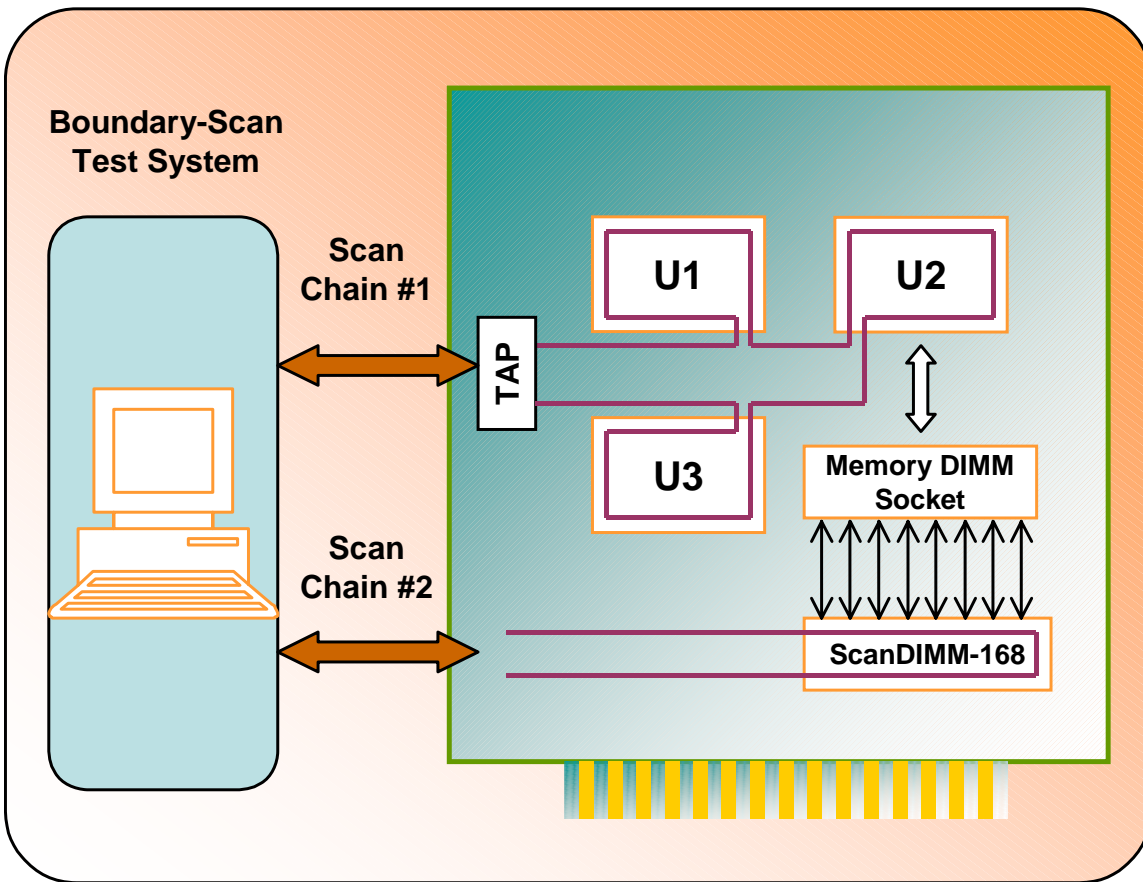 Boundary-Scan
Test System
Scan
Chain #1
TAP
U1
U2
U3
Memory DIMM
Socket
Scan
Chain #2
ScanDIMM-168